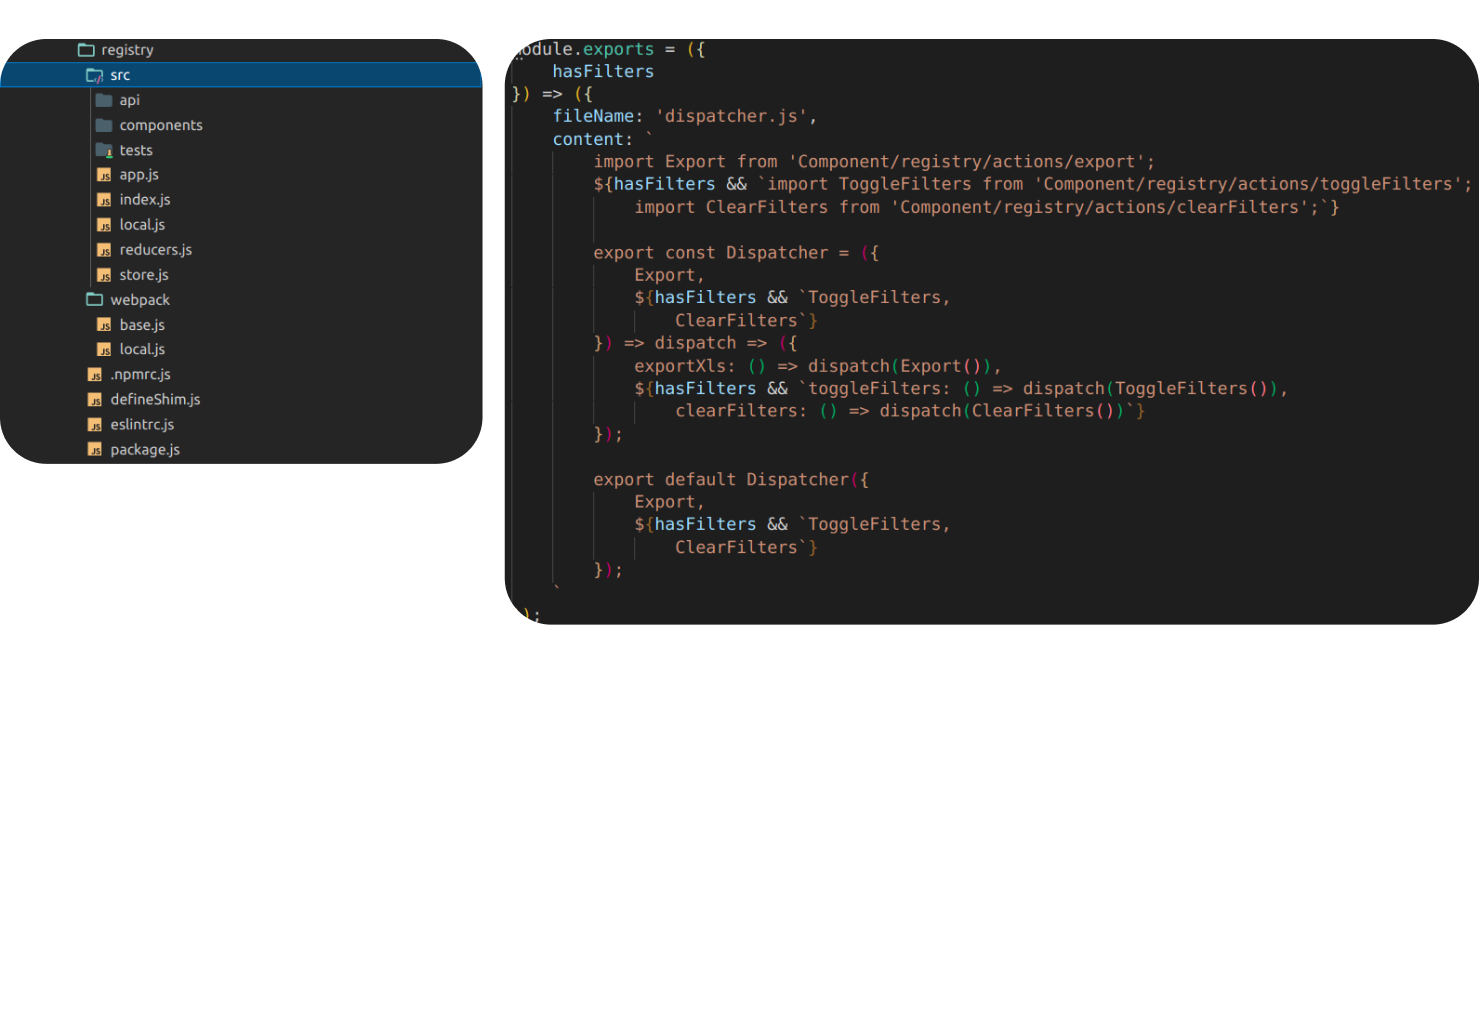 registry
src
api
components
tests
app.js
index.js
local.js
reducers.js
store.js
webpack
base.js
local.js
.npmrc.js
defineShim.js
eslintrc.js
package.js
module.exports = ({
hasFilters
}) => ({
fileName: 'dispatcher.js',
content: `
import Export from 'Component/registry/actions/export';
${hasFilters && `import ToggleFilters from 'Component/registry/actions/toggleFilters';
import ClearFilters from 'Component/registry/actions/clearFilters';`}
export const Dispatcher = ({
Export,
${hasFilters && `ToggleFilters,
ClearFilters`}
}) => dispatch => ({
exportXls: () => dispatch(Export()),
${hasFilters && `toggleFilters: () => dispatch(ToggleFilters()),
clearFilters: () => dispatch(ClearFilters())`}
});
export default Dispatcher({
Export,
${hasFilters && `ToggleFilters,
ClearFilters`}
});
`
);